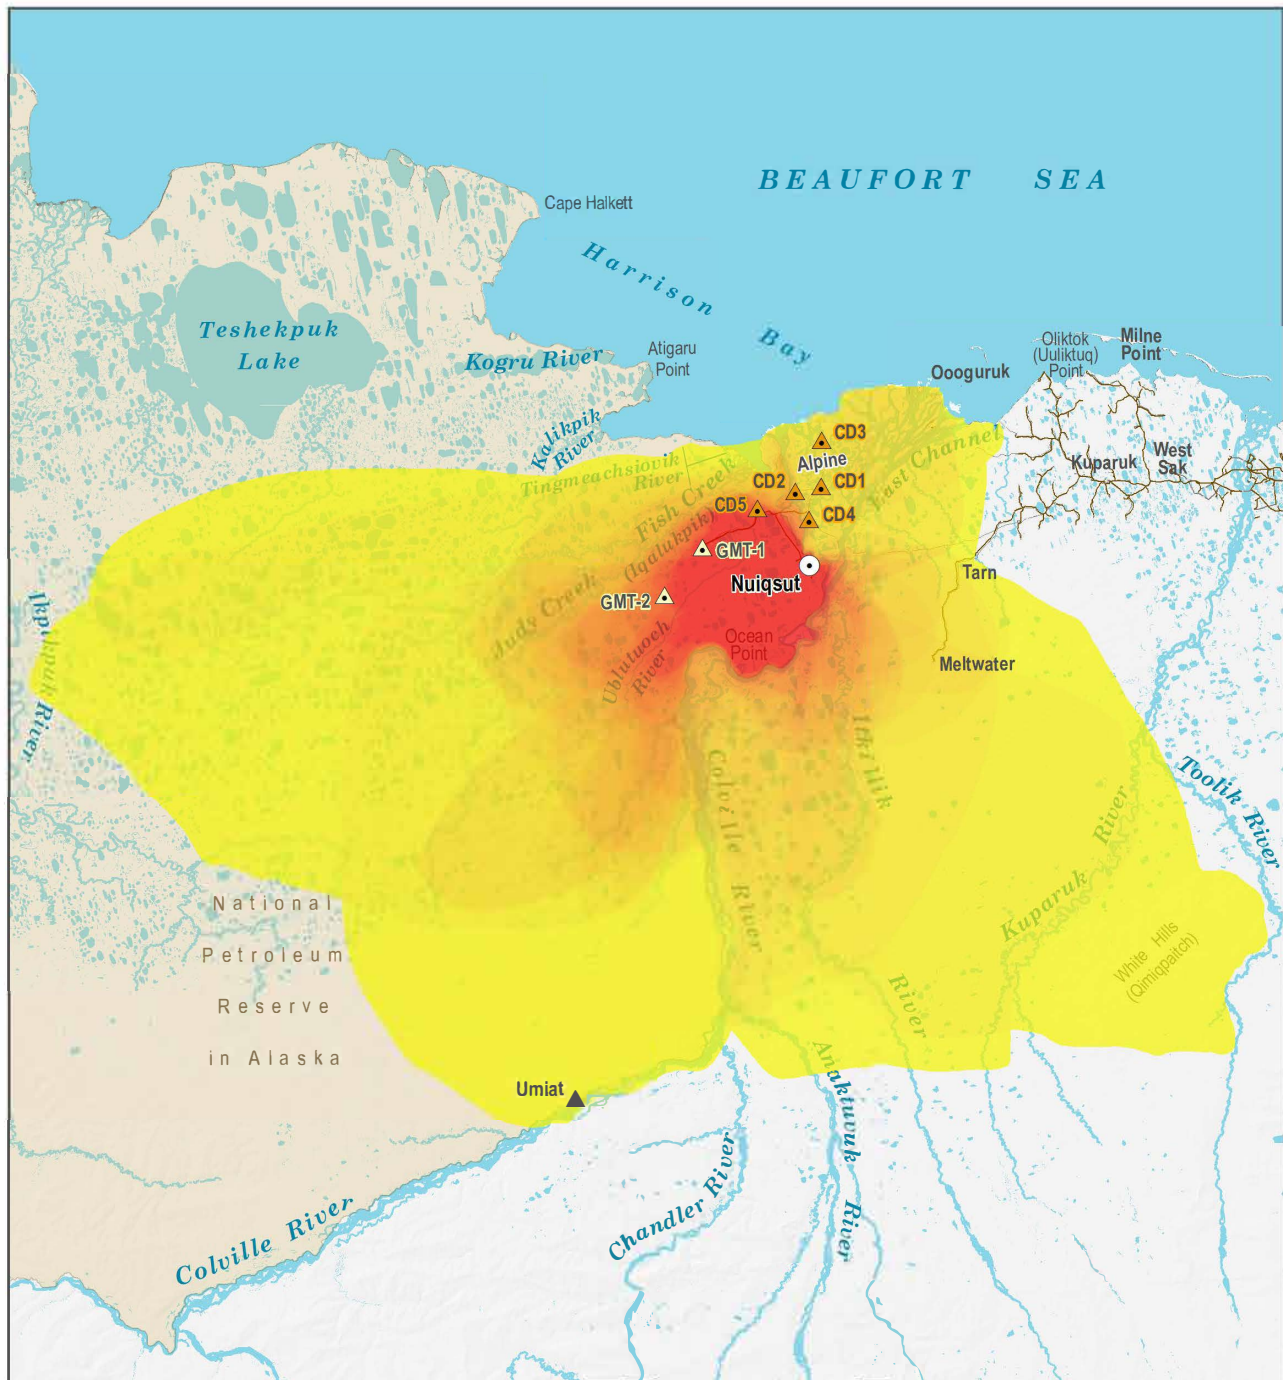 BEAUFORT SEA
Cape Halkett
Harrison
Bay
Teshekpuk
Lake
Kogru River
Atigaru
Point
Oooguruk
Oliktok
(Uuliktuq)
Point
Milne
Point
Kalikpik
River
Tingmeachsiovik
River
Fish Creek
(Iqalukpik)
CD3
Alpine
CD2
CD1
CD5
CD4
East Channel
Kuparuk
West
Sak
GMT-1
Nuiqsut
GMT-2
Judy Creek
Ublutuoch
River
Ocean
Point
Tarn
Meltwater
Ikpikpuk River
Colville River
Itkillik
River
Toolik River
Kuparuk River
White Hills
(Qimiqpaitch)
National
Petroleum
Reserve
in Alaska
Umiat
Anaktuvuk
River
Chandler River
Colville River